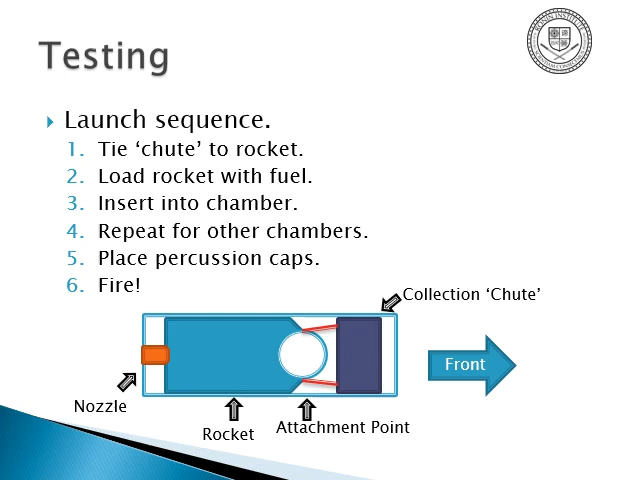 Testing
Launch sequence.
1. Tie ‘chute’ to rocket.
2. Load rocket with fuel.
3. Insert into chamber.
4. Repeat for other chambers.
5. Place percussion caps.
6. Fire!
Collection ‘Chute’
Front
Nozzle
Rocket
Attachment Point